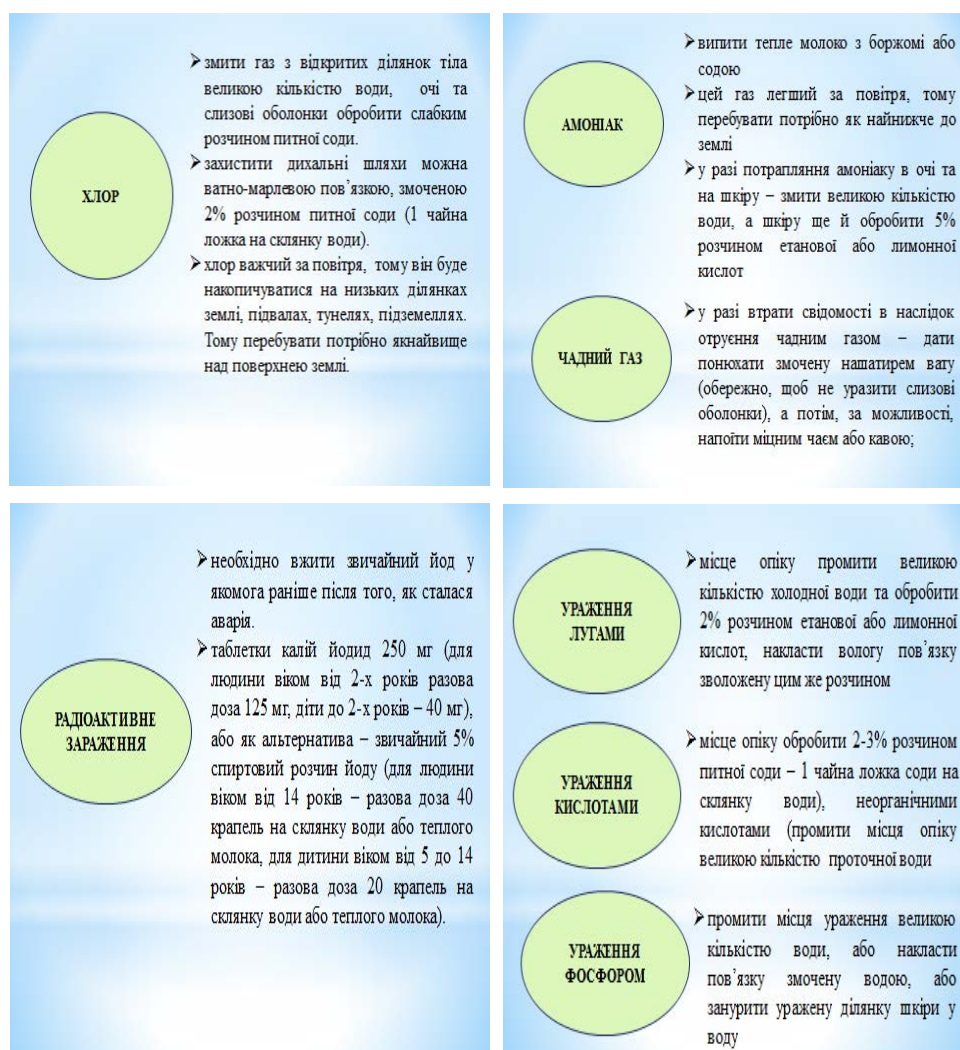 ХЛОР
➢ змити газ з відкритих ділянок тіла
великою кількістю води, очі та
слизові оболонки обробити слабким
розчином питної соди.
➢ захистити дихальні шляхи можна
ватно-марлевою пов’язкою, змоченою
2% розчином питної соди (1 чайна
ложка на склянку води).
➢ хлор важчий за повітря, тому він буде
накопичуватися на низьких ділянках
землі, підвалах, тунелях, підземеллях.
Тому перебувати потрібно якнайвище
над поверхнею землі.
АМОНІАК
➢ випити тепле молоко з боржомі або
содою
➢ цей газ легший за повітря, тому
перебувати потрібно як найнижче до
землі
➢ у разі потрапляння амоніаку в очі та
на шкіру – змити великою кількістю
води, а шкіру ще й обробити 5%
розчином етанової або лимонної
кислот
ЧАДНИЙ ГАЗ
➢ у разі втрати свідомості в наслідок
отруєння чадним газом – дати
понюхати змочену нашатирем вату
(обережно, щоб не уразити слизові
оболонки), а потім, за можливості,
напоїти міцним чаєм або кавою;
РАДІОАКТИВНЕ
ЗАРАЖЕННЯ
➢ необхідно вжити звичайний йод у
якомога раніше після того, як сталася
аварія.
➢ таблетки калій йодид 250 мг (для
людини віком від 2-х років разова
доза 125 мг, діти до 2-х років – 40 мг),
або як альтернатива – звичайний 5%
спиртовий розчин йоду (для людини
віком від 14 років – разова доза 40
крапель на склянку води або теплого
молока, для дитини віком від 5 до 14
років – разова доза 20 крапель на
склянку води або теплого молока).
УРАЖЕННЯ
ЛУГАМИ
➢ місце опіку промити великою
кількістю холодної води та обробити
2% розчином етанової або лимонної
кислот, накласти вологу пов’язку
зволожену цим же розчином
УРАЖЕННЯ
КИСЛОТАМИ
➢ місце опіку обробити 2-3% розчином
питної соди – 1 чайна ложка соди на
склянку води), неорганічними
кислотами (промити місця опіку
великою кількістю проточної води
УРАЖЕННЯ
ФОСФОРОМ
➢ промити місця ураження великою
кількістю води, або накласти
пов’язку змочену водою, або
занурити уражену ділянку шкіри у
воду